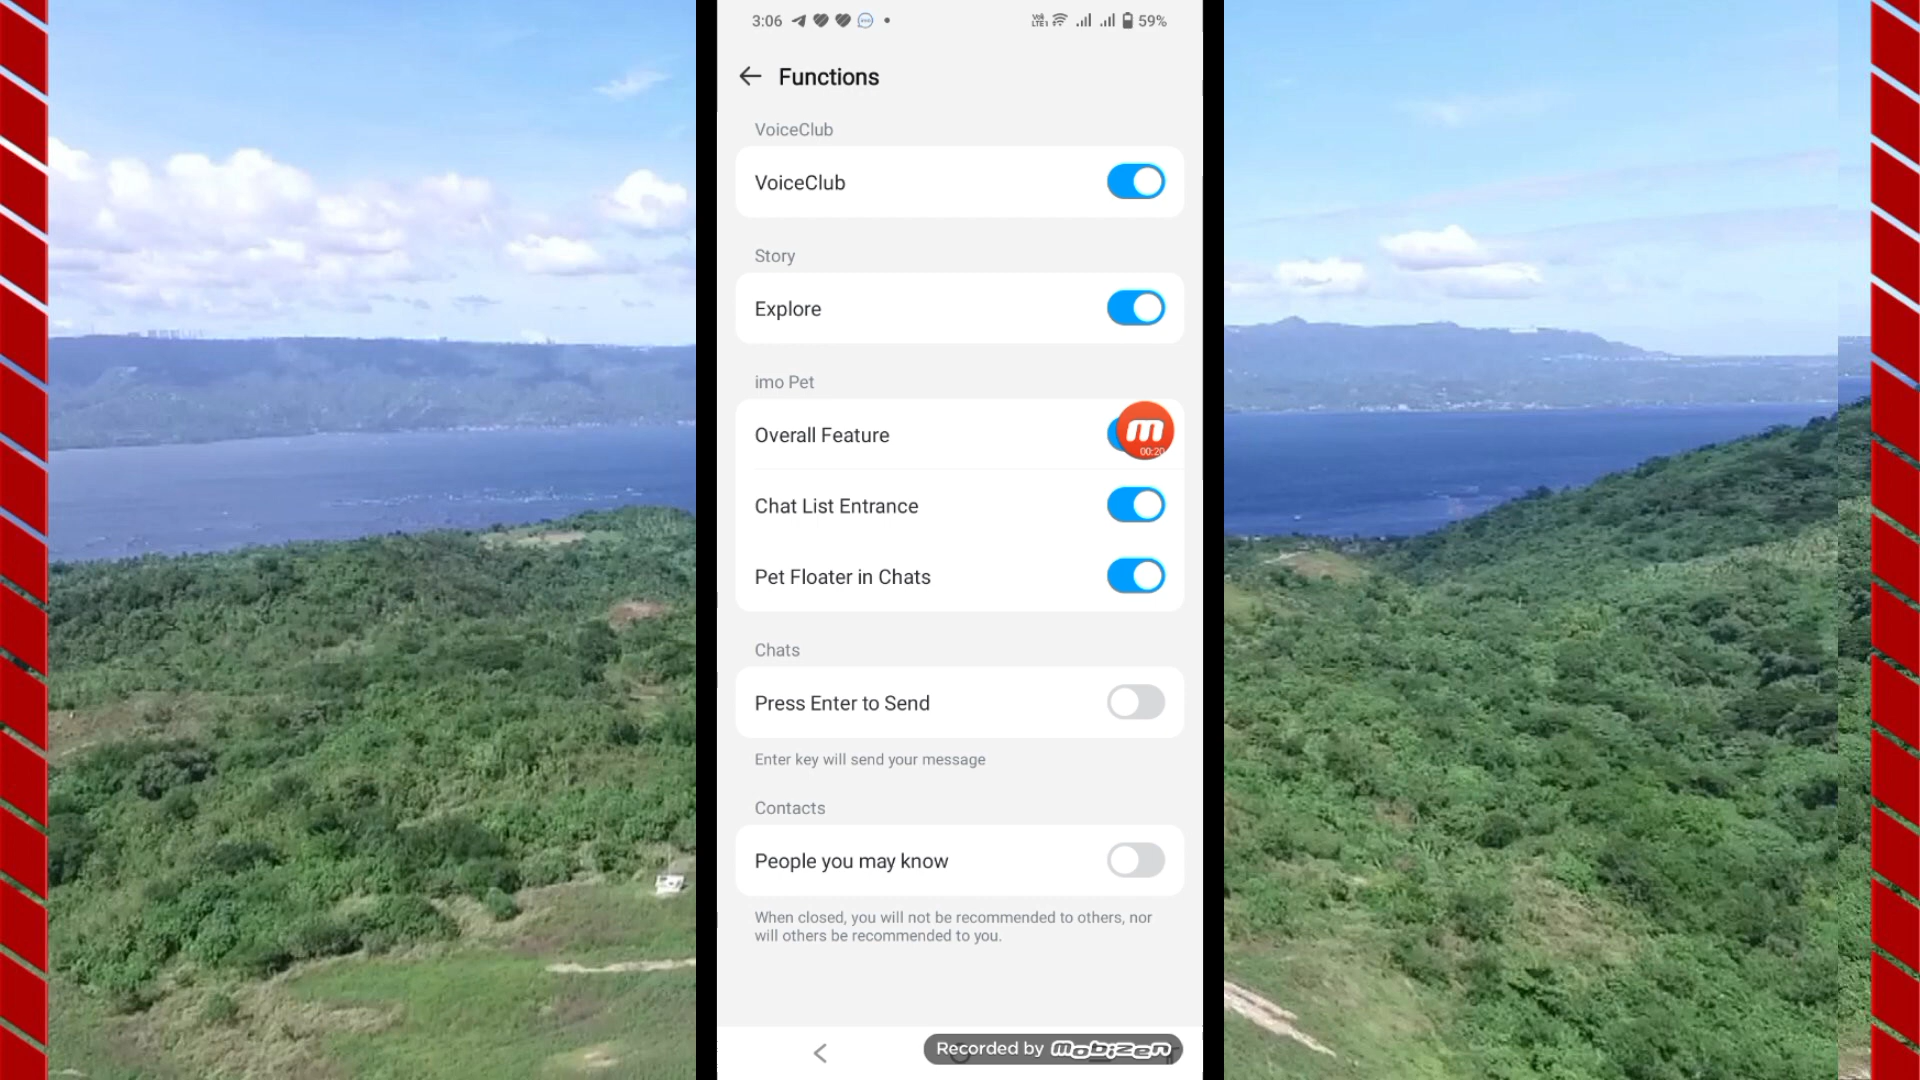 3:06 59%
Functions
VoiceClub
VoiceClub
Story
Explore
imo Pet
Overall Feature
m
00:20
Chat List Entrance
Pet Floater in Chats
Chats
Press Enter to Send
Enter key will send your message
Contacts
People you may know
When closed, you will not be recommended to others, nor
will others be recommended to you.
Recorded by mobizen